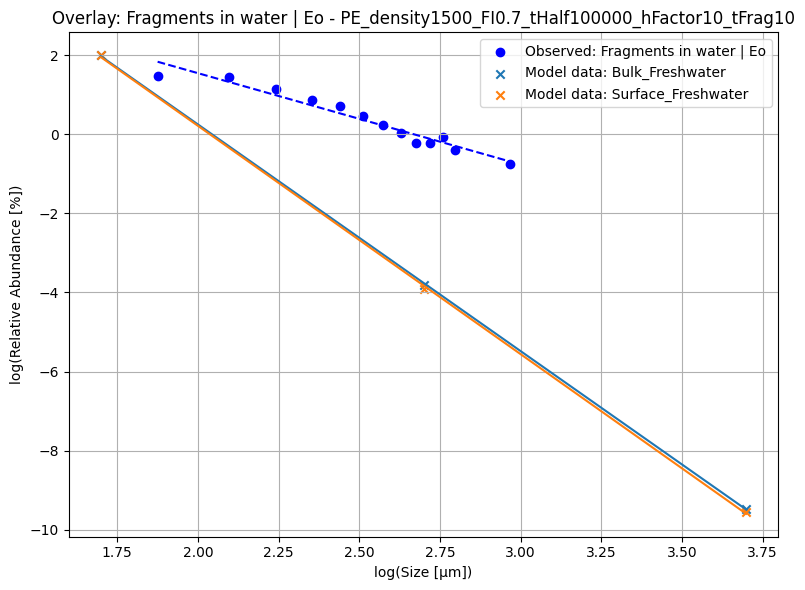 Overlay: Fragments in water | Eo - PE_density1500_FI0.7_tHalf100000_hFactor10_tFrag10
Observed: Fragments in water | Eo
Model data: Bulk_Freshwater
Model data: Surface_Freshwater
log(Relative Abundance [%])
2
0
−2
−4
−6
−8
−10
1.75
2.00
2.25
2.50
2.75
3.00
3.25
3.50
3.75
log(Size [μm])